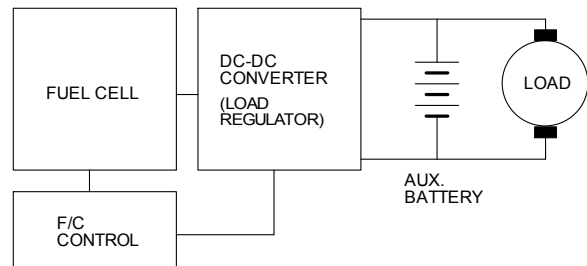 FUEL CELL
DC-DC
CONVERTER
(LOAD
REGULATOR)
LOAD
AUX.
BATTERY
F/C
CONTROL